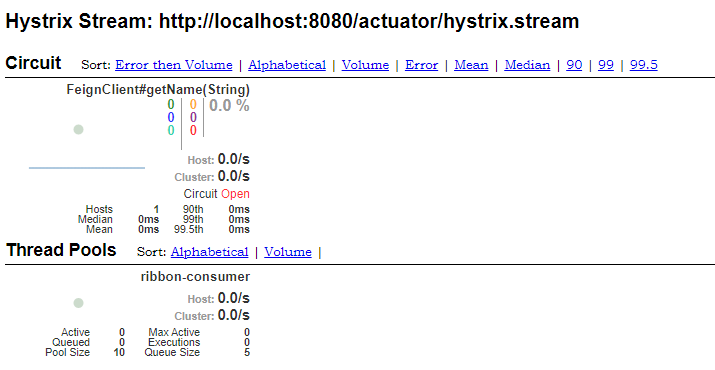 Hystrix Stream: http://localhost:8080/actuator/hystrix.stream
Circuit Sort: Error then Volume | Alphabetical | Volume | Error | Mean | Median | 90 | 99 | 99.5
FeignClient#getName(String)
0 0 0.0 %
0 0
0 0
Host: 0.0/s
Cluster: 0.0/s
Circuit Open
Hosts 1 90th 0ms
Median 0ms 99th 0ms
Mean 0ms 99.5th 0ms
Thread Pools Sort: Alphabetical | Volume |
ribbon-consumer
Host: 0.0/s
Cluster: 0.0/s
Active 0 Max Active 0
Queued 0 Executions 0
Pool Size 10 Queue Size 5